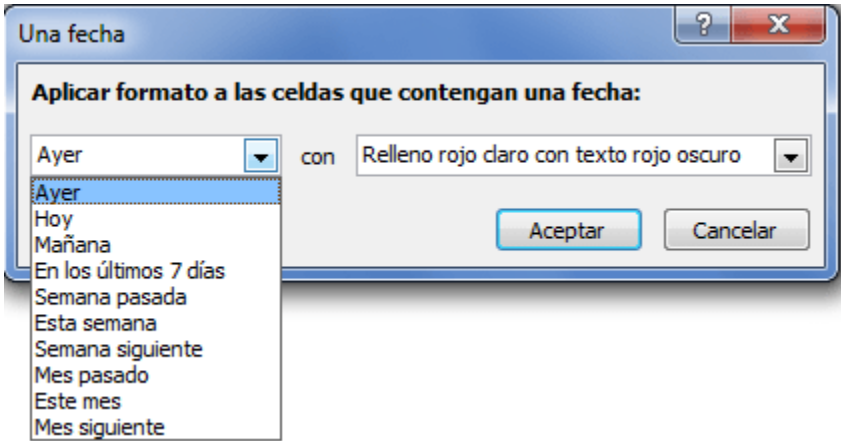 Una fecha
?
Aplicar formato a las celdas que contengan una fecha:
Ayer con Relleno rojo claro con texto rojo oscuro
Ayer
Hoy
Mañana
En los últimos 7 días
Semana pasada
Esta semana
Semana siguiente
Mes pasado
Este mes
Mes siguiente
Aceptar Cancelar